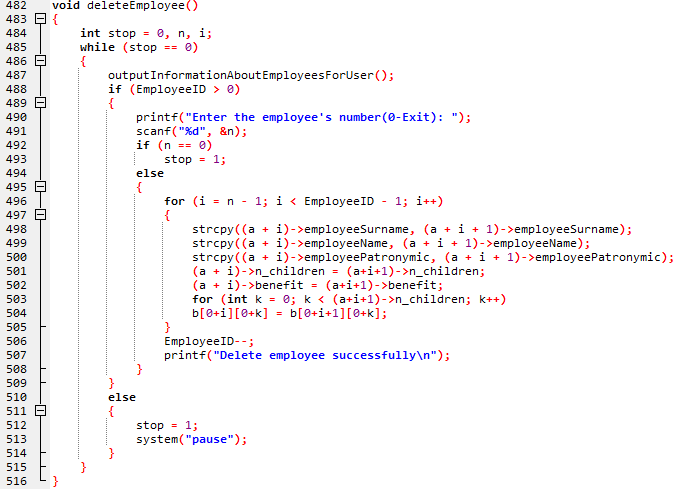 482 void deleteEmployee()
483 {
484 int stop = 0, n, i;
485 while (stop == 0)
486 {
487 outputInformationAboutEmployeesForUser();
488 if (EmployeeID > 0)
489 {
490 printf("Enter the employee's number(0-Exit): ");
491 scanf("%d", &n);
492 if (n == 0)
493 stop = 1;
494 else
495 {
496 for (i = n - 1; i < EmployeeID - 1; i++)
497 {
498 strcpy((a + i)->employeeSurname, (a + i + 1)->employeeSurname);
499 strcpy((a + i)->employeeName, (a + i + 1)->employeeName);
500 strcpy((a + i)->employeePatronymic, (a + i + 1)->employeePatronymic);
501 (a + i)->n_children = (a+i+1)->n_children;
502 (a + i)->benefit = (a+i+1)->benefit;
503 for (int k = 0; k < (a+i+1)->n_children; k++)
504 b[0+i][0+k] = b[0+i+1][0+k];
505 }
506 EmployeeID--;
507 printf("Delete employee successfully\n");
508 }
509 }
510 else
511 {
512 stop = 1;
513 system("pause");
514 }
515 }
516 }